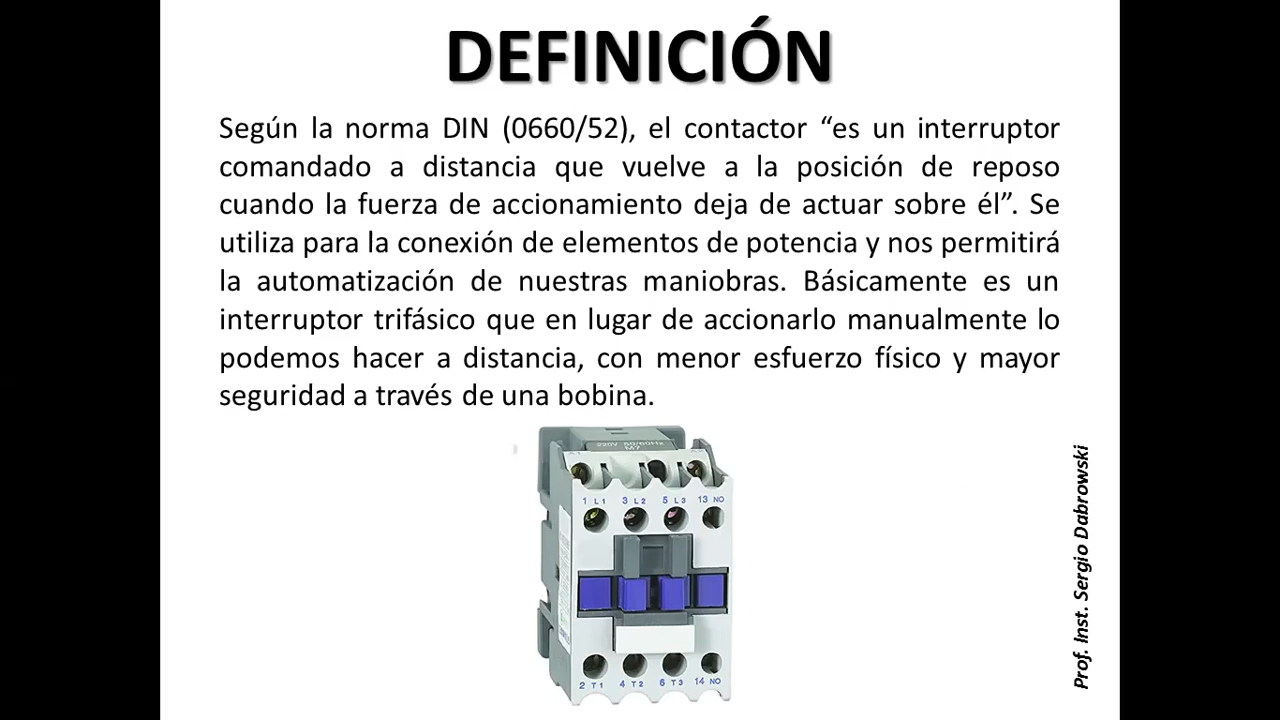 DEFINICIÓN
Según la norma DIN (0660/52), el contactor “es un interruptor
comandado a distancia que vuelve a la posición de reposo
cuando la fuerza de accionamiento deja de actuar sobre él”. Se
utiliza para la conexión de elementos de potencia y nos permitirá
la automatización de nuestras maniobras. Básicamente es un
interruptor trifásico que en lugar de accionarlo manualmente lo
podemos hacer a distancia, con menor esfuerzo físico y mayor
seguridad a través de una bobina.
220V 50/60Hz
M7
1 L1 3 L2 5 L3 13 NO
2 T1 4 T2 6 T3 14 NO
Prof. Inst. Sergio Dabrowski